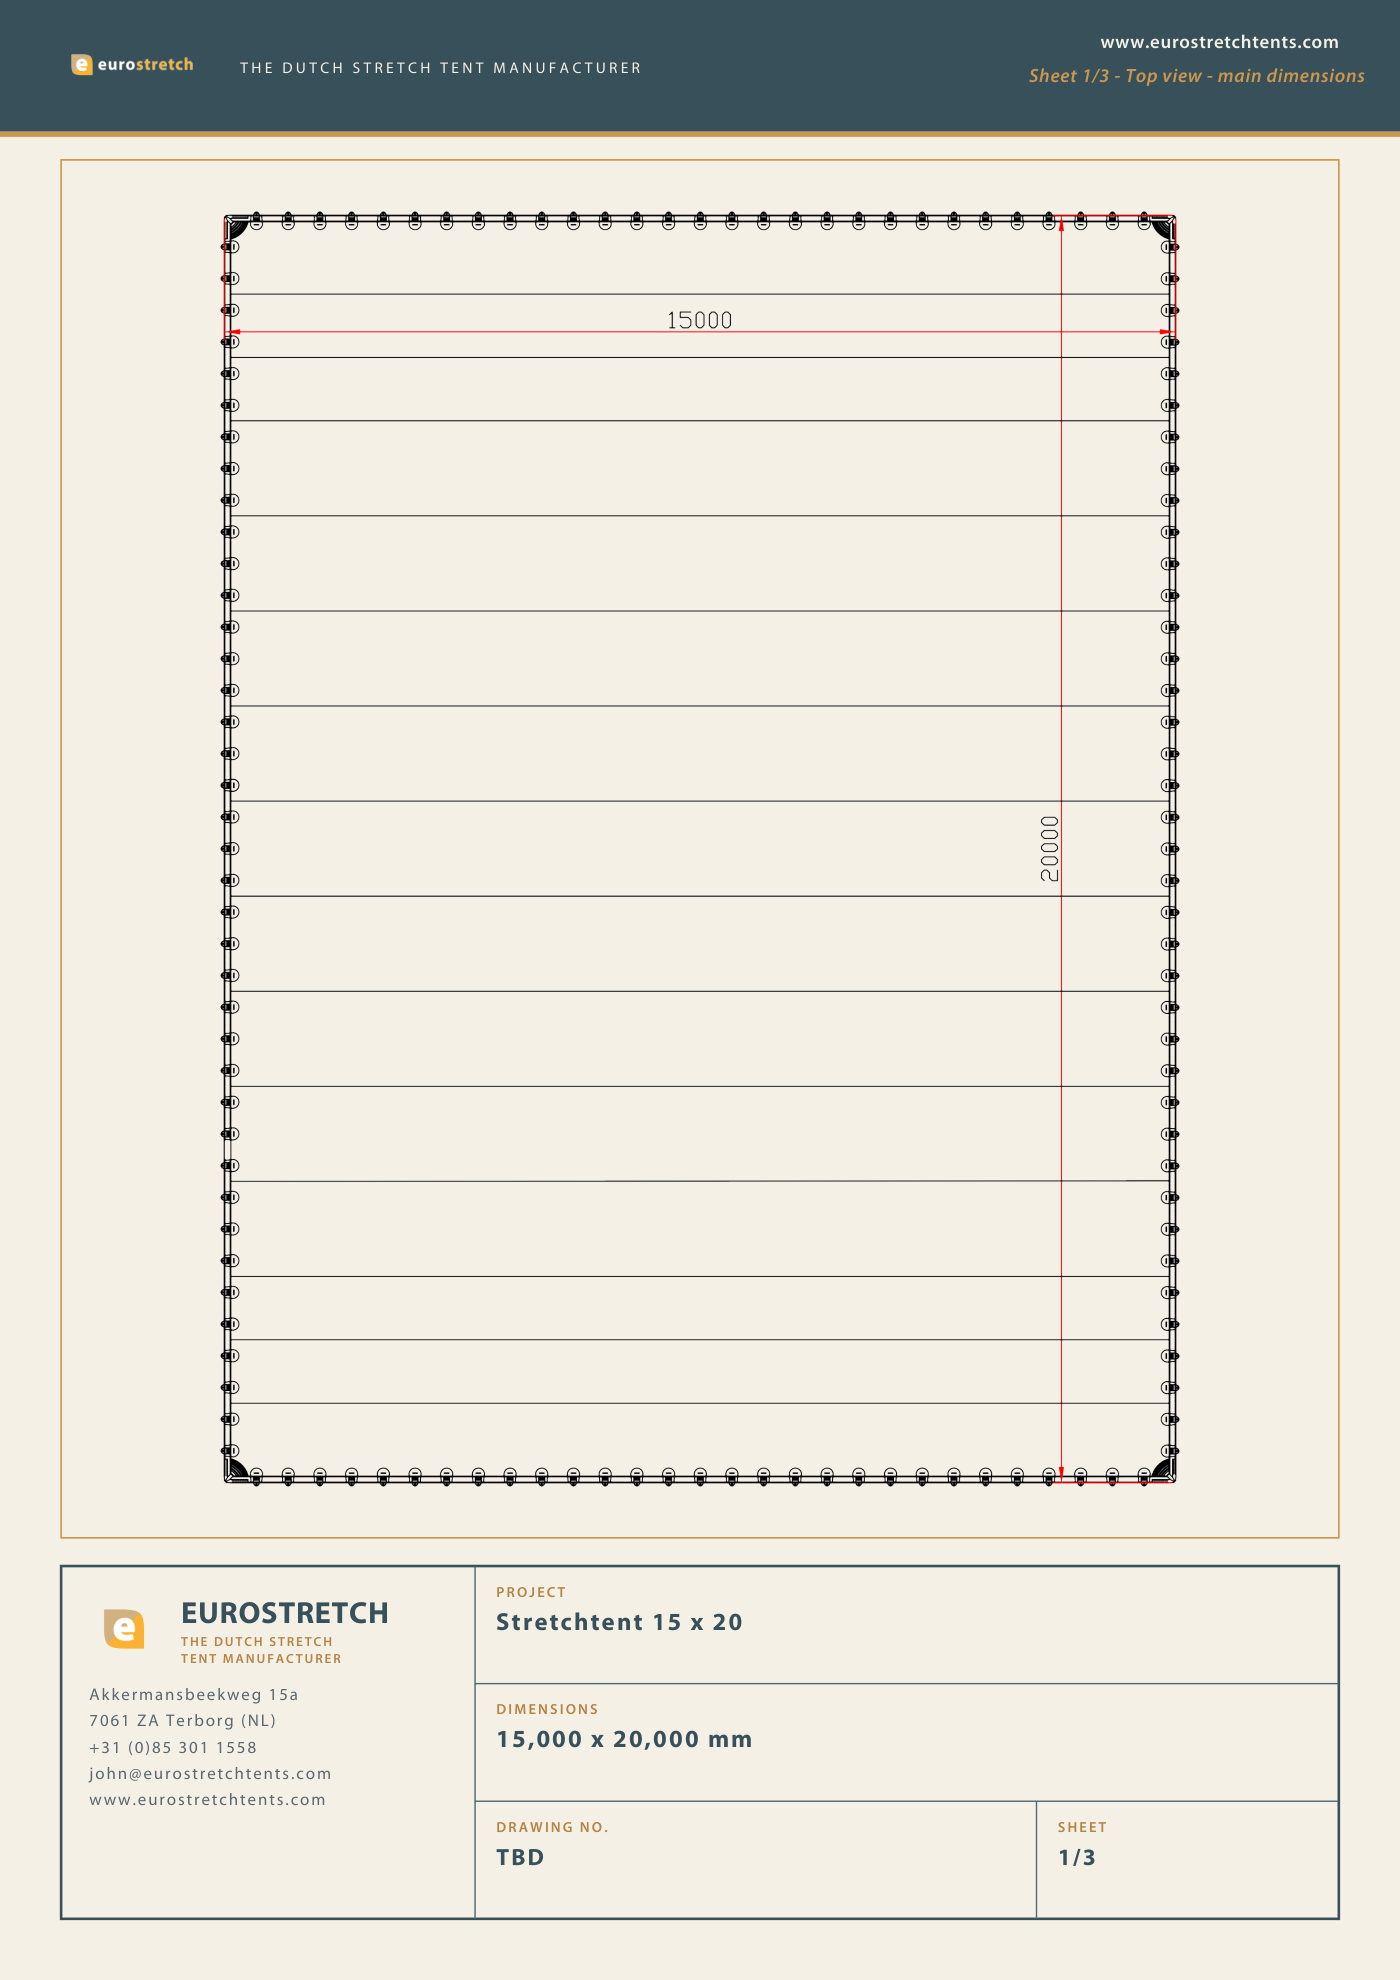 eurostretch
THE DUTCH STRETCH TENT MANUFACTURER
www.eurostretchtents.com
Sheet 1/3 - Top view - main dimensions
15000
20000
e
EUROSTRETCH
THE DUTCH STRETCH
TENT MANUFACTURER
Akkermansbeekweg 15a
7061 ZA Terborg (NL)
+31 (0)85 301 1558
john@eurostretchtents.com
www.eurostretchtents.com
PROJECT
Stretchtent 15 x 20
DIMENSIONS
15,000 x 20,000 mm
DRAWING NO.
TBD
SHEET
1/3